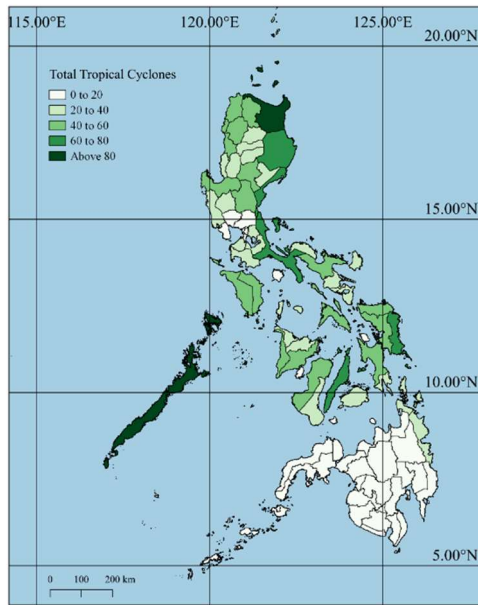 115.00°E 120.00°E 125.00°E
20.00°N
Total Tropical Cyclones
0 to 20
20 to 40
40 to 60
60 to 80
Above 80
15.00°N
10.00°N
5.00°N
0 100 200 km